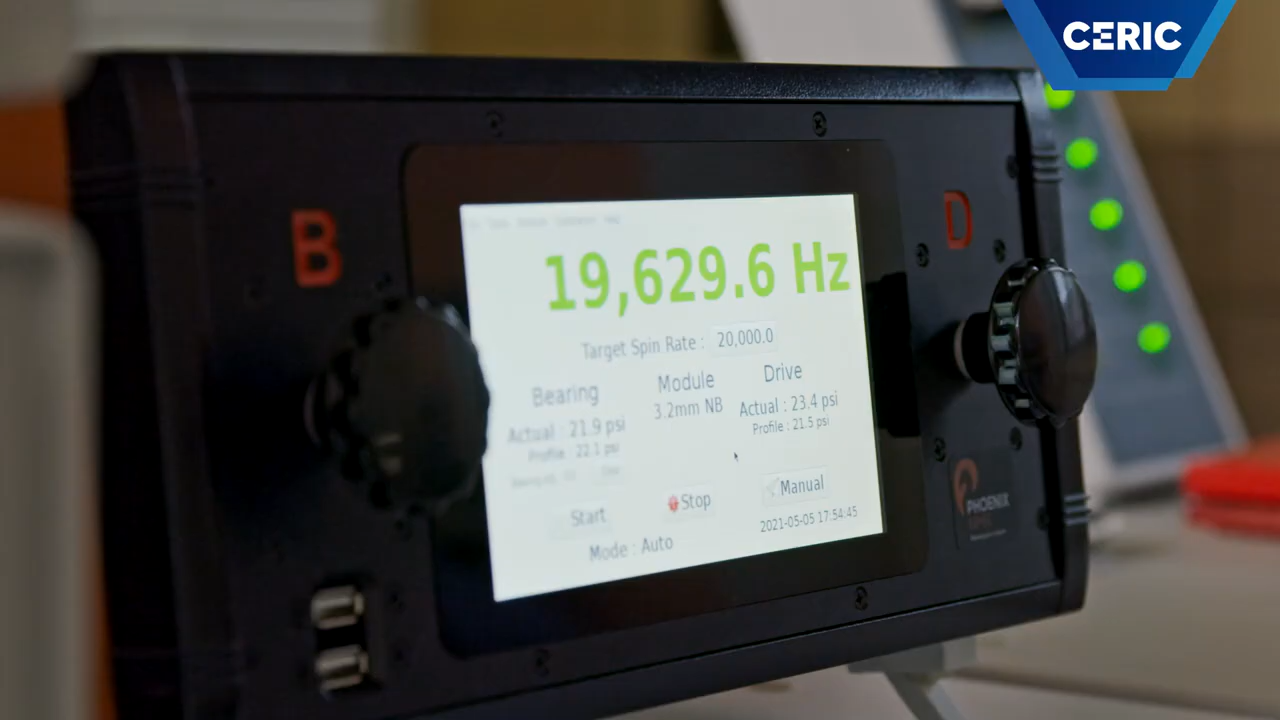 CERIC
B
D
19,629.6 Hz
Target Spin Rate : 20,000.0
Bearing
Actual : 21.9 psi
Profile : 22.1 psi
Module
3.2mm NB
Drive
Actual : 23.4 psi
Profile : 21.5 psi
Start
Stop
Manual
Mode : Auto
2021-05-05 17:54:45
PHOENIX
NMR